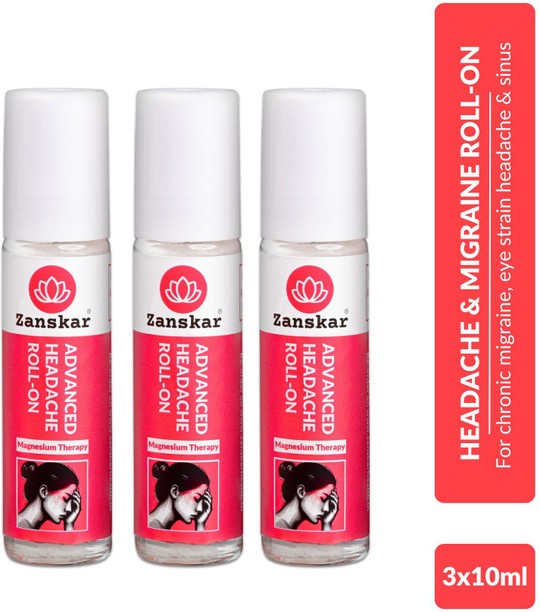 Zanskar®
ADVANCED
HEADACHE
ROLL-ON
Magnesium Therapy
Zanskar®
ADVANCED
HEADACHE
ROLL-ON
Magnesium Therapy
Zanskar®
ADVANCED
HEADACHE
ROLL-ON
Magnesium Therapy
HEADACHE & MIGRAINE ROLL-ON
For chronic migraine, eye strain headache & sinus
3x10ml